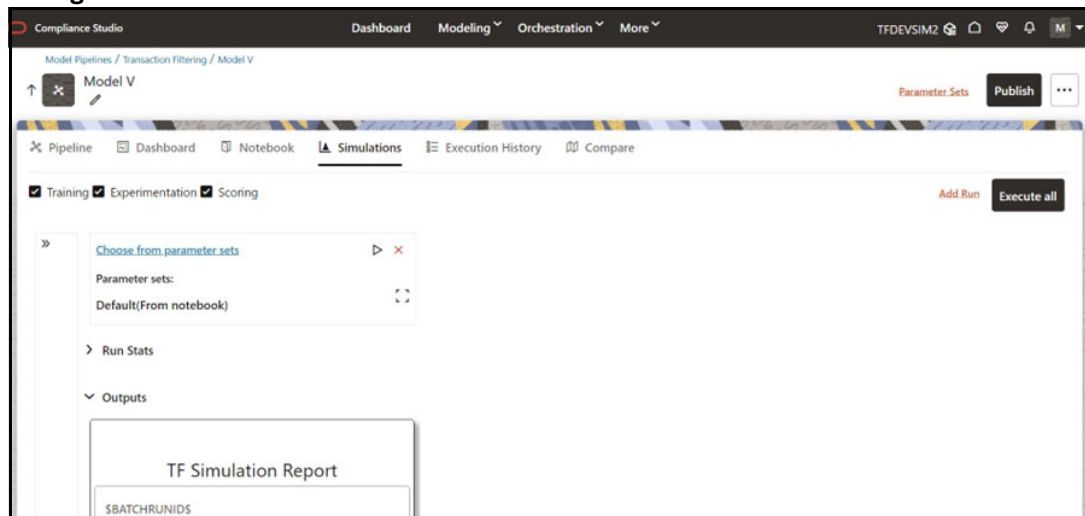 Compliance Studio Dashboard Modeling Orchestration More TFDEVSIM2 M
Model Pipelines / Transaction Filtering / Model V
Model V
Parameter Sets Publish ...
Pipeline Dashboard Notebook Simulations Execution History Compare
Training Experimentation Scoring Add Run Execute all
Choose from parameter sets
Parameter sets:
Default(From notebook)
Run Stats
Outputs
TF Simulation Report
$BATCHRUNID$